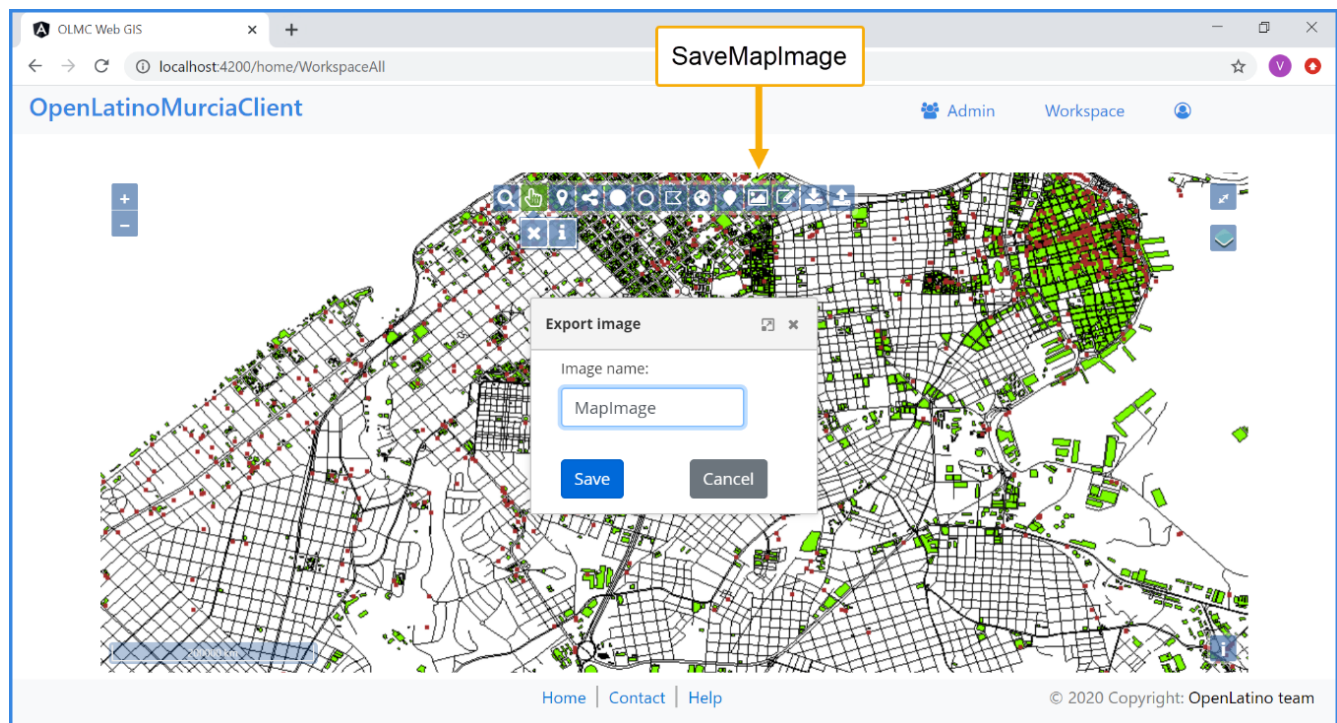 OLMC Web GIS
SaveMapImage
localhost:4200/home/WorkspaceAll
V
OpenLatinoMurciaClient
Admin
Workspace
+
-
Export image
Image name:
MapImage
Save
Cancel
Home | Contact | Help
© 2020 Copyright: OpenLatino team